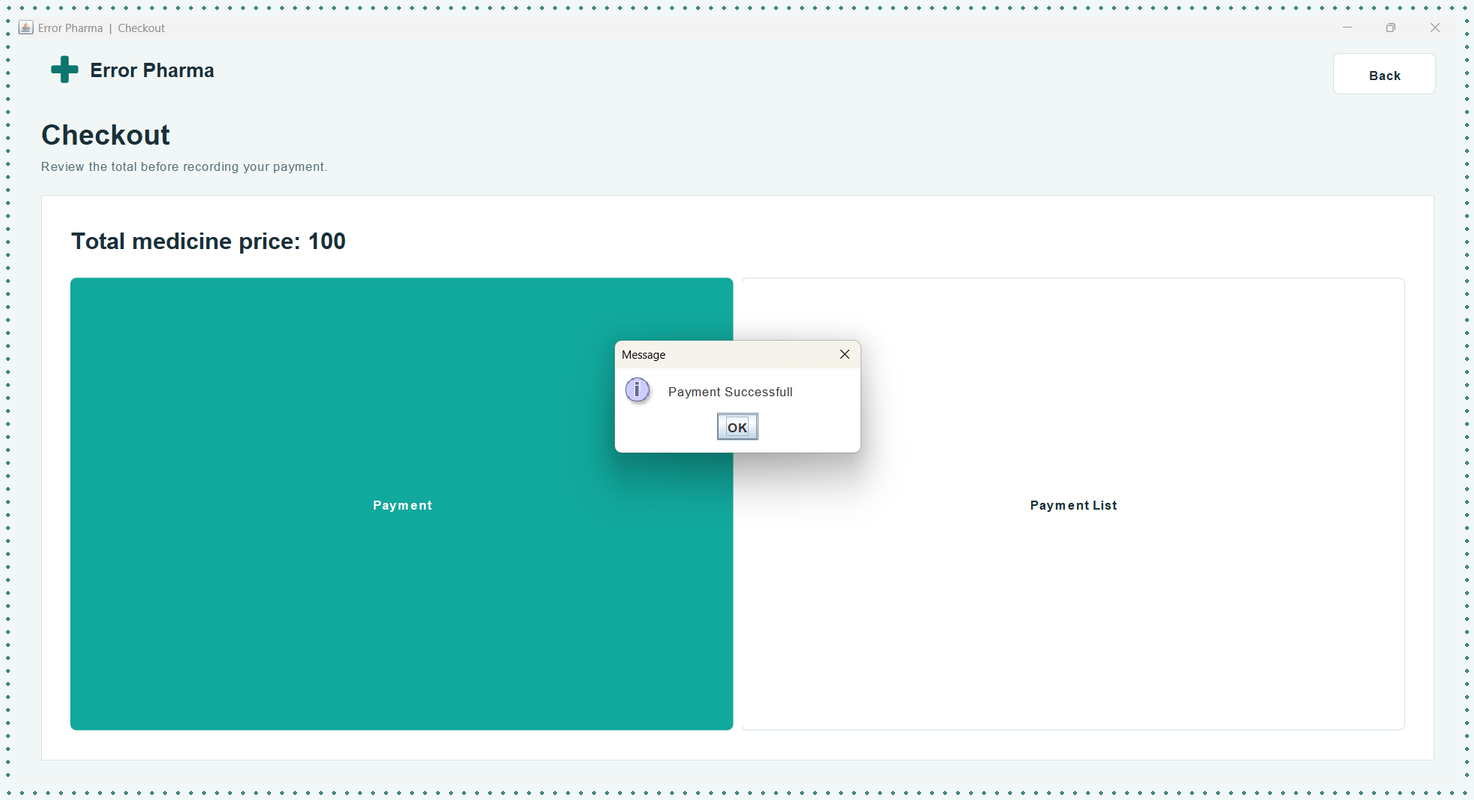 Error Pharma | Checkout
Error Pharma
Back
Checkout
Review the total before recording your payment.
Total medicine price: 100
Message
i
Payment Successfull
OK
Payment
Payment List